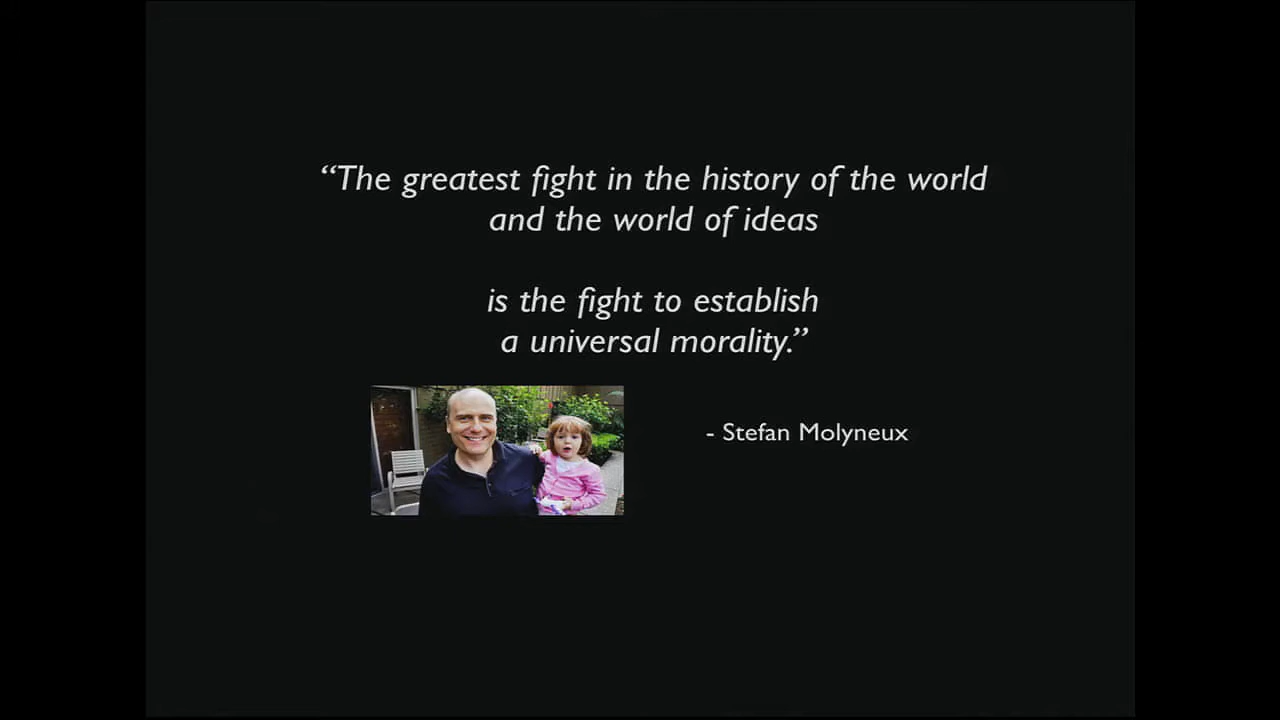 “The greatest fight in the history of the world
and the world of ideas
is the fight to establish
a universal morality.”
- Stefan Molyneux